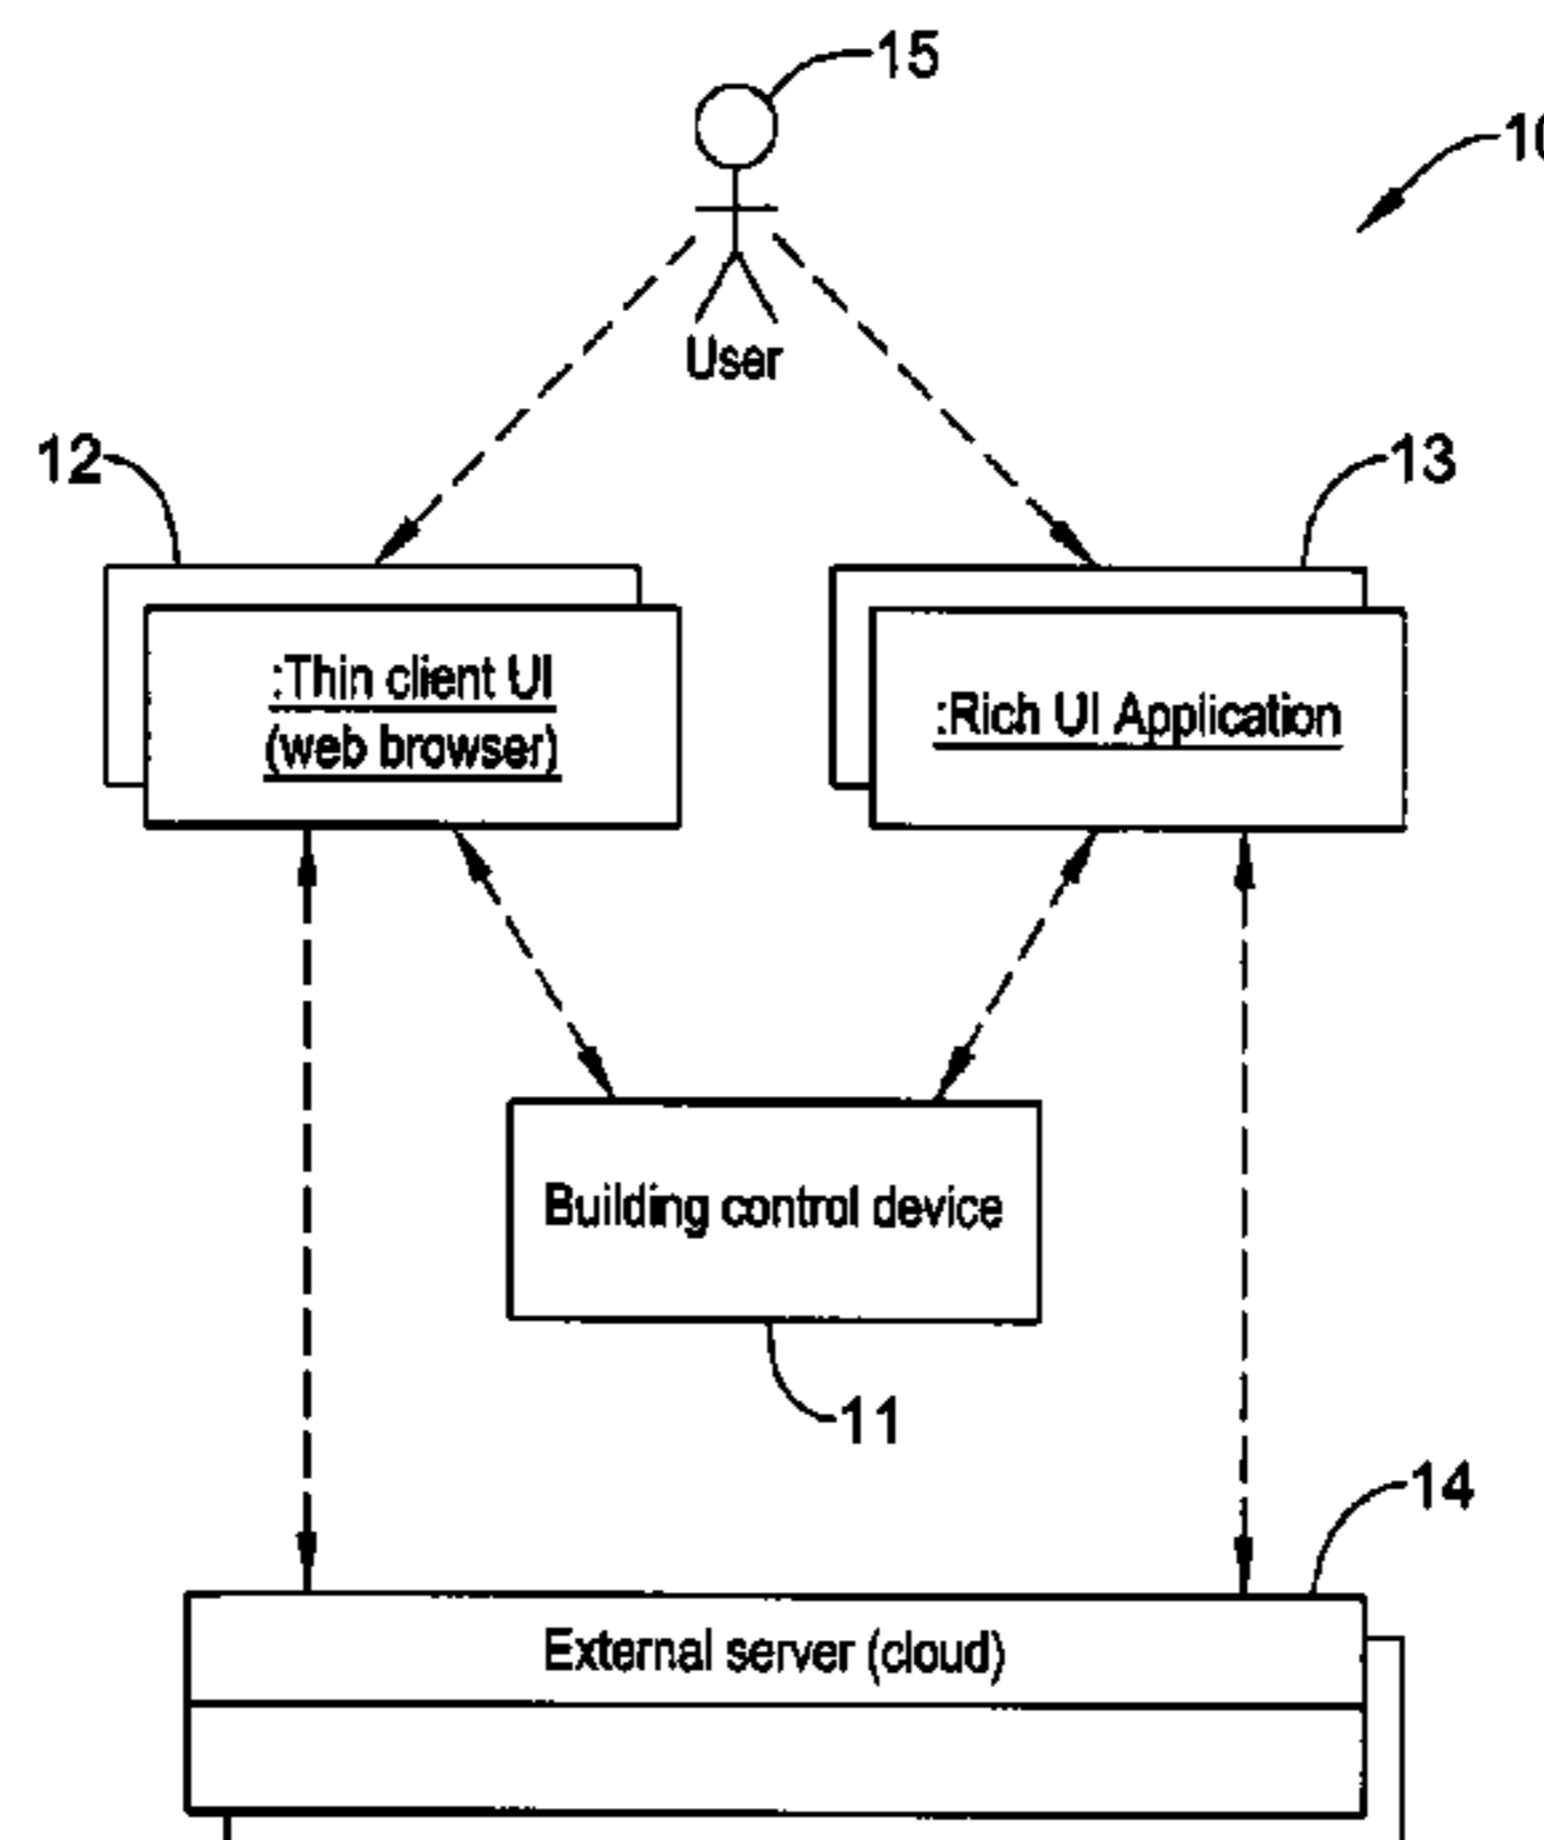 15
10
User
12
13
:Thin client UI
(web browser)
:Rich UI Application
Building control device
11
14
External server (cloud)